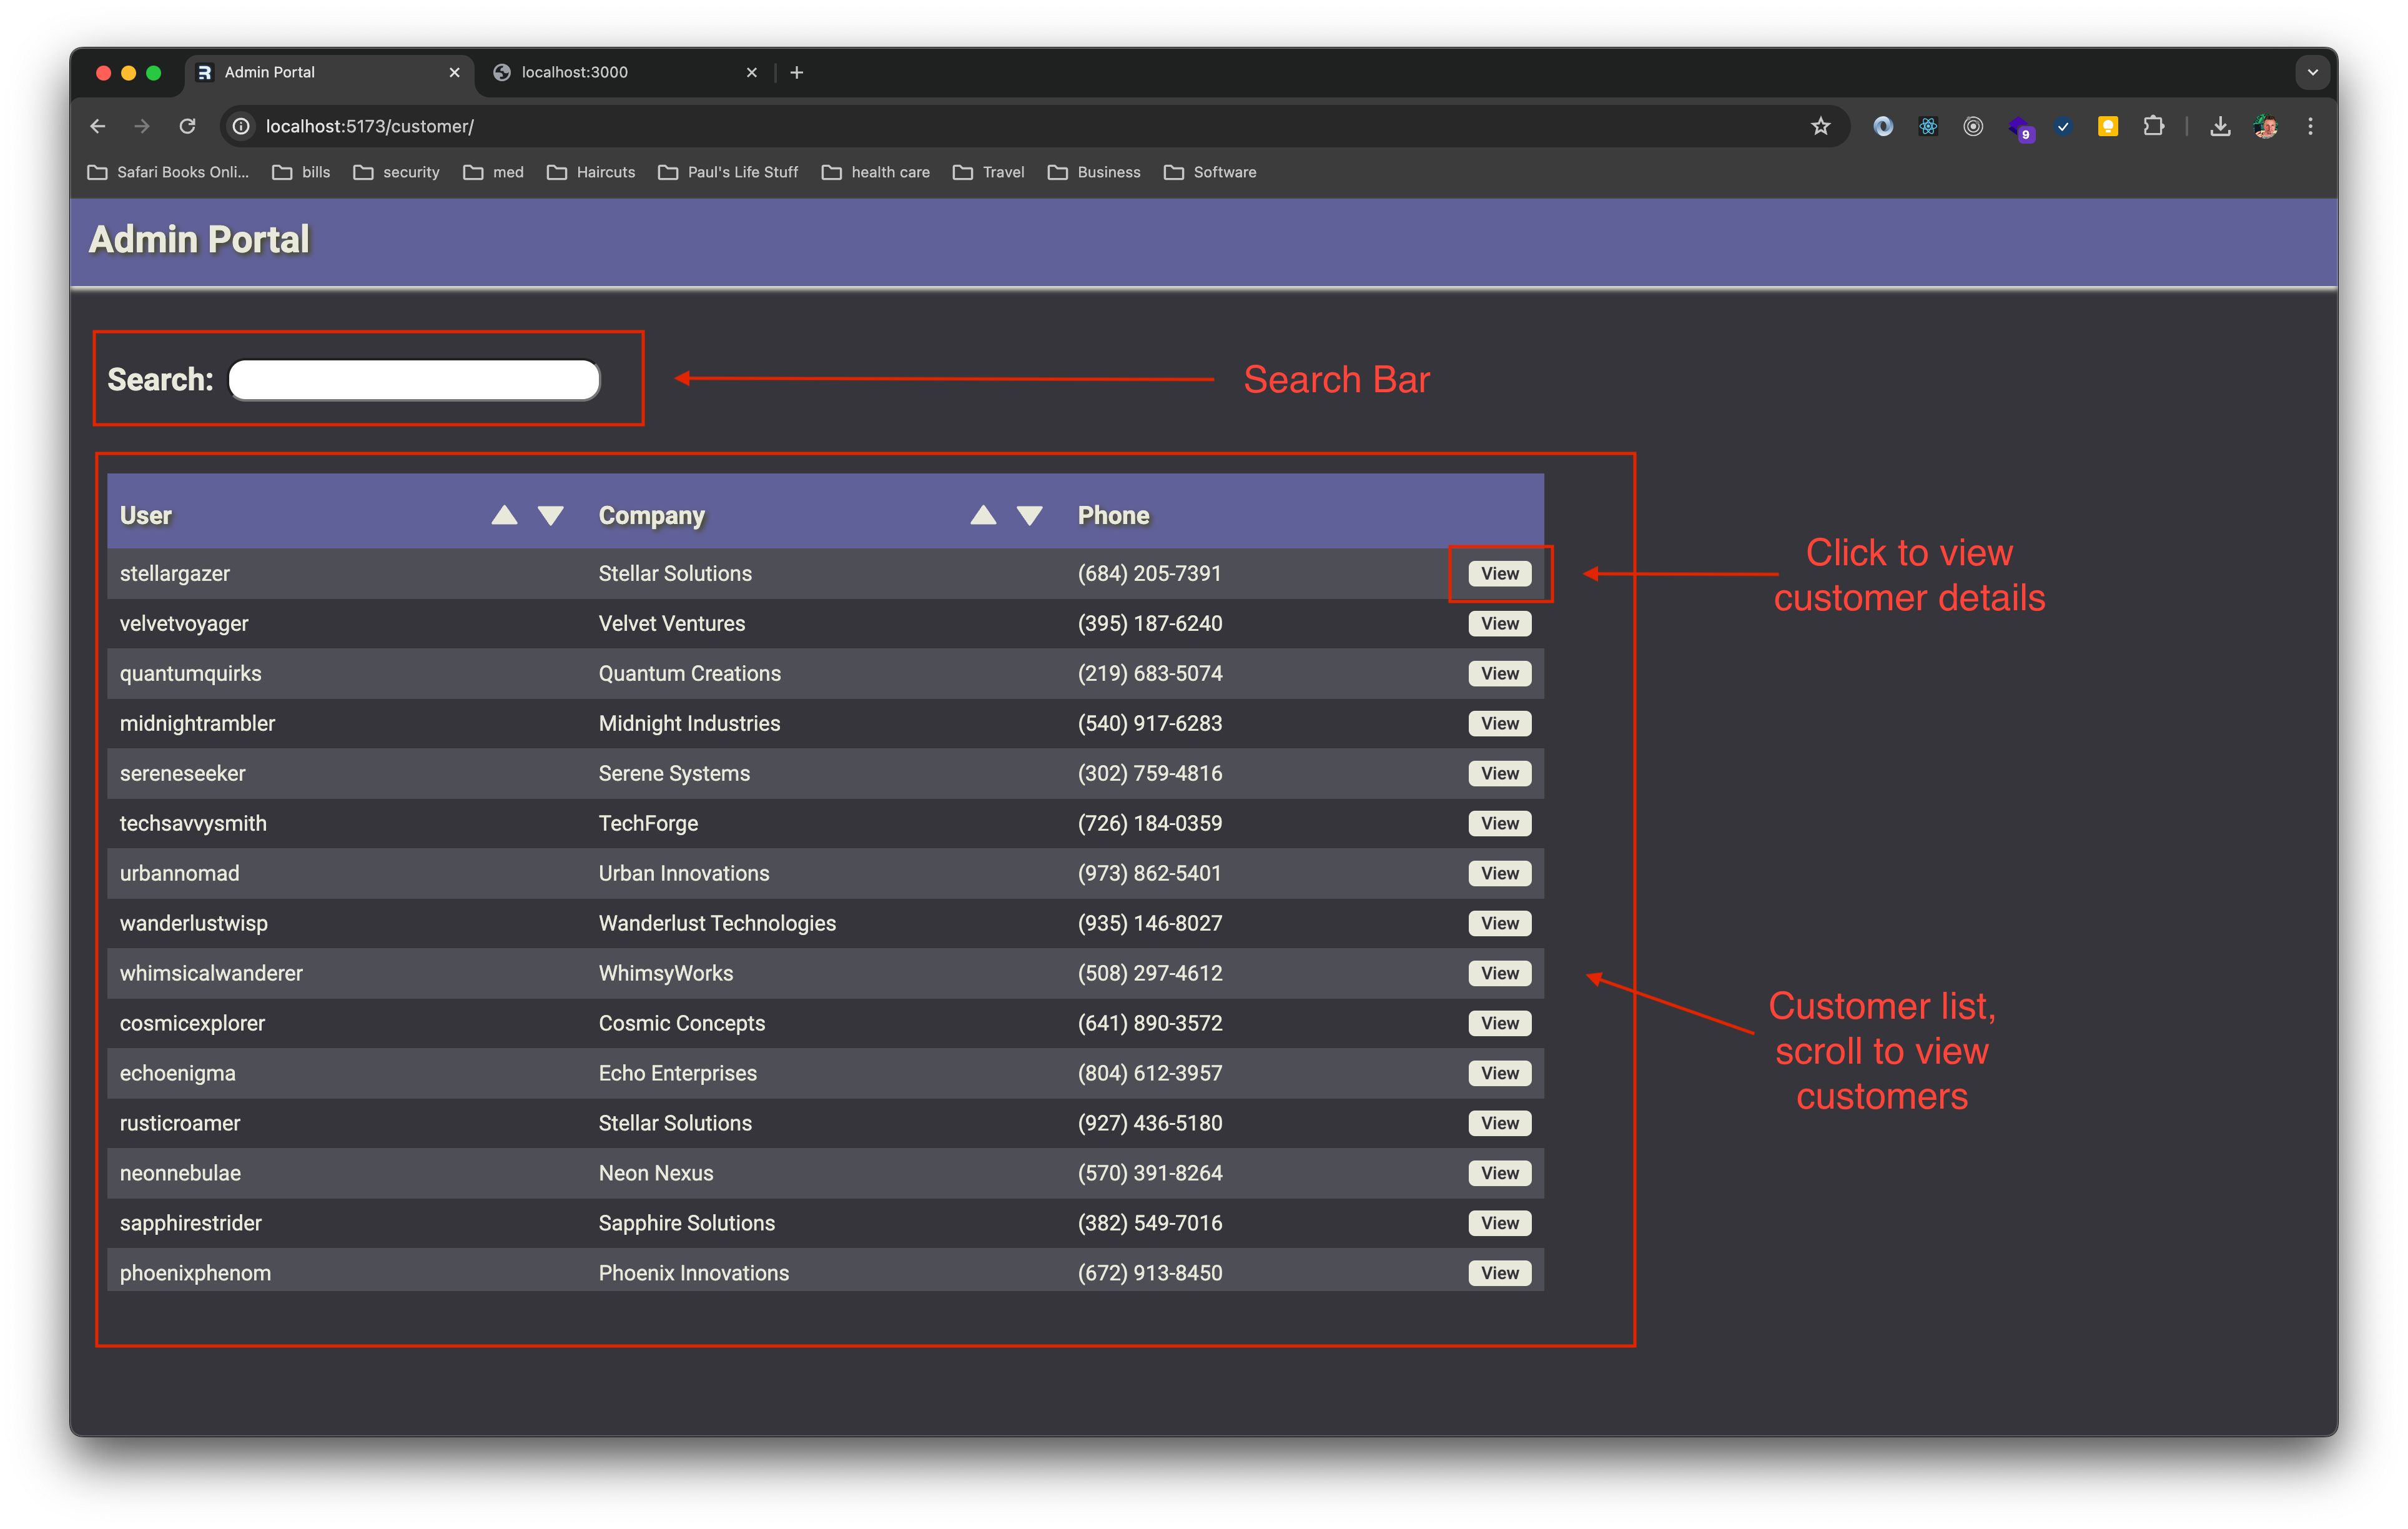 Admin Portal
localhost:3000
localhost:5173/customer/
9
Safari Books Onli...
bills
security
med
Haircuts
Paul's Life Stuff
health care
Travel
Business
Software
Admin Portal
Search:
Search Bar
User Company Phone
stellargazer Stellar Solutions (684) 205-7391 View
Click to view
customer details
velvetvoyager Velvet Ventures (395) 187-6240 View
quantumquirks Quantum Creations (219) 683-5074 View
midnightrambler Midnight Industries (540) 917-6283 View
sereneseeker Serene Systems (302) 759-4816 View
techsavvysmith TechForge (726) 184-0359 View
urbannomad Urban Innovations (973) 862-5401 View
wanderlustwisp Wanderlust Technologies (935) 146-8027 View
whimsicalwanderer WhimsyWorks (508) 297-4612 View
cosmicexplorer Cosmic Concepts (641) 890-3572 View
Customer list,
scroll to view
customers
echoenigma Echo Enterprises (804) 612-3957 View
rusticroamer Stellar Solutions (927) 436-5180 View
neonnebulae Neon Nexus (570) 391-8264 View
sapphirestrider Sapphire Solutions (382) 549-7016 View
phoenixphenom Phoenix Innovations (672) 913-8450 View